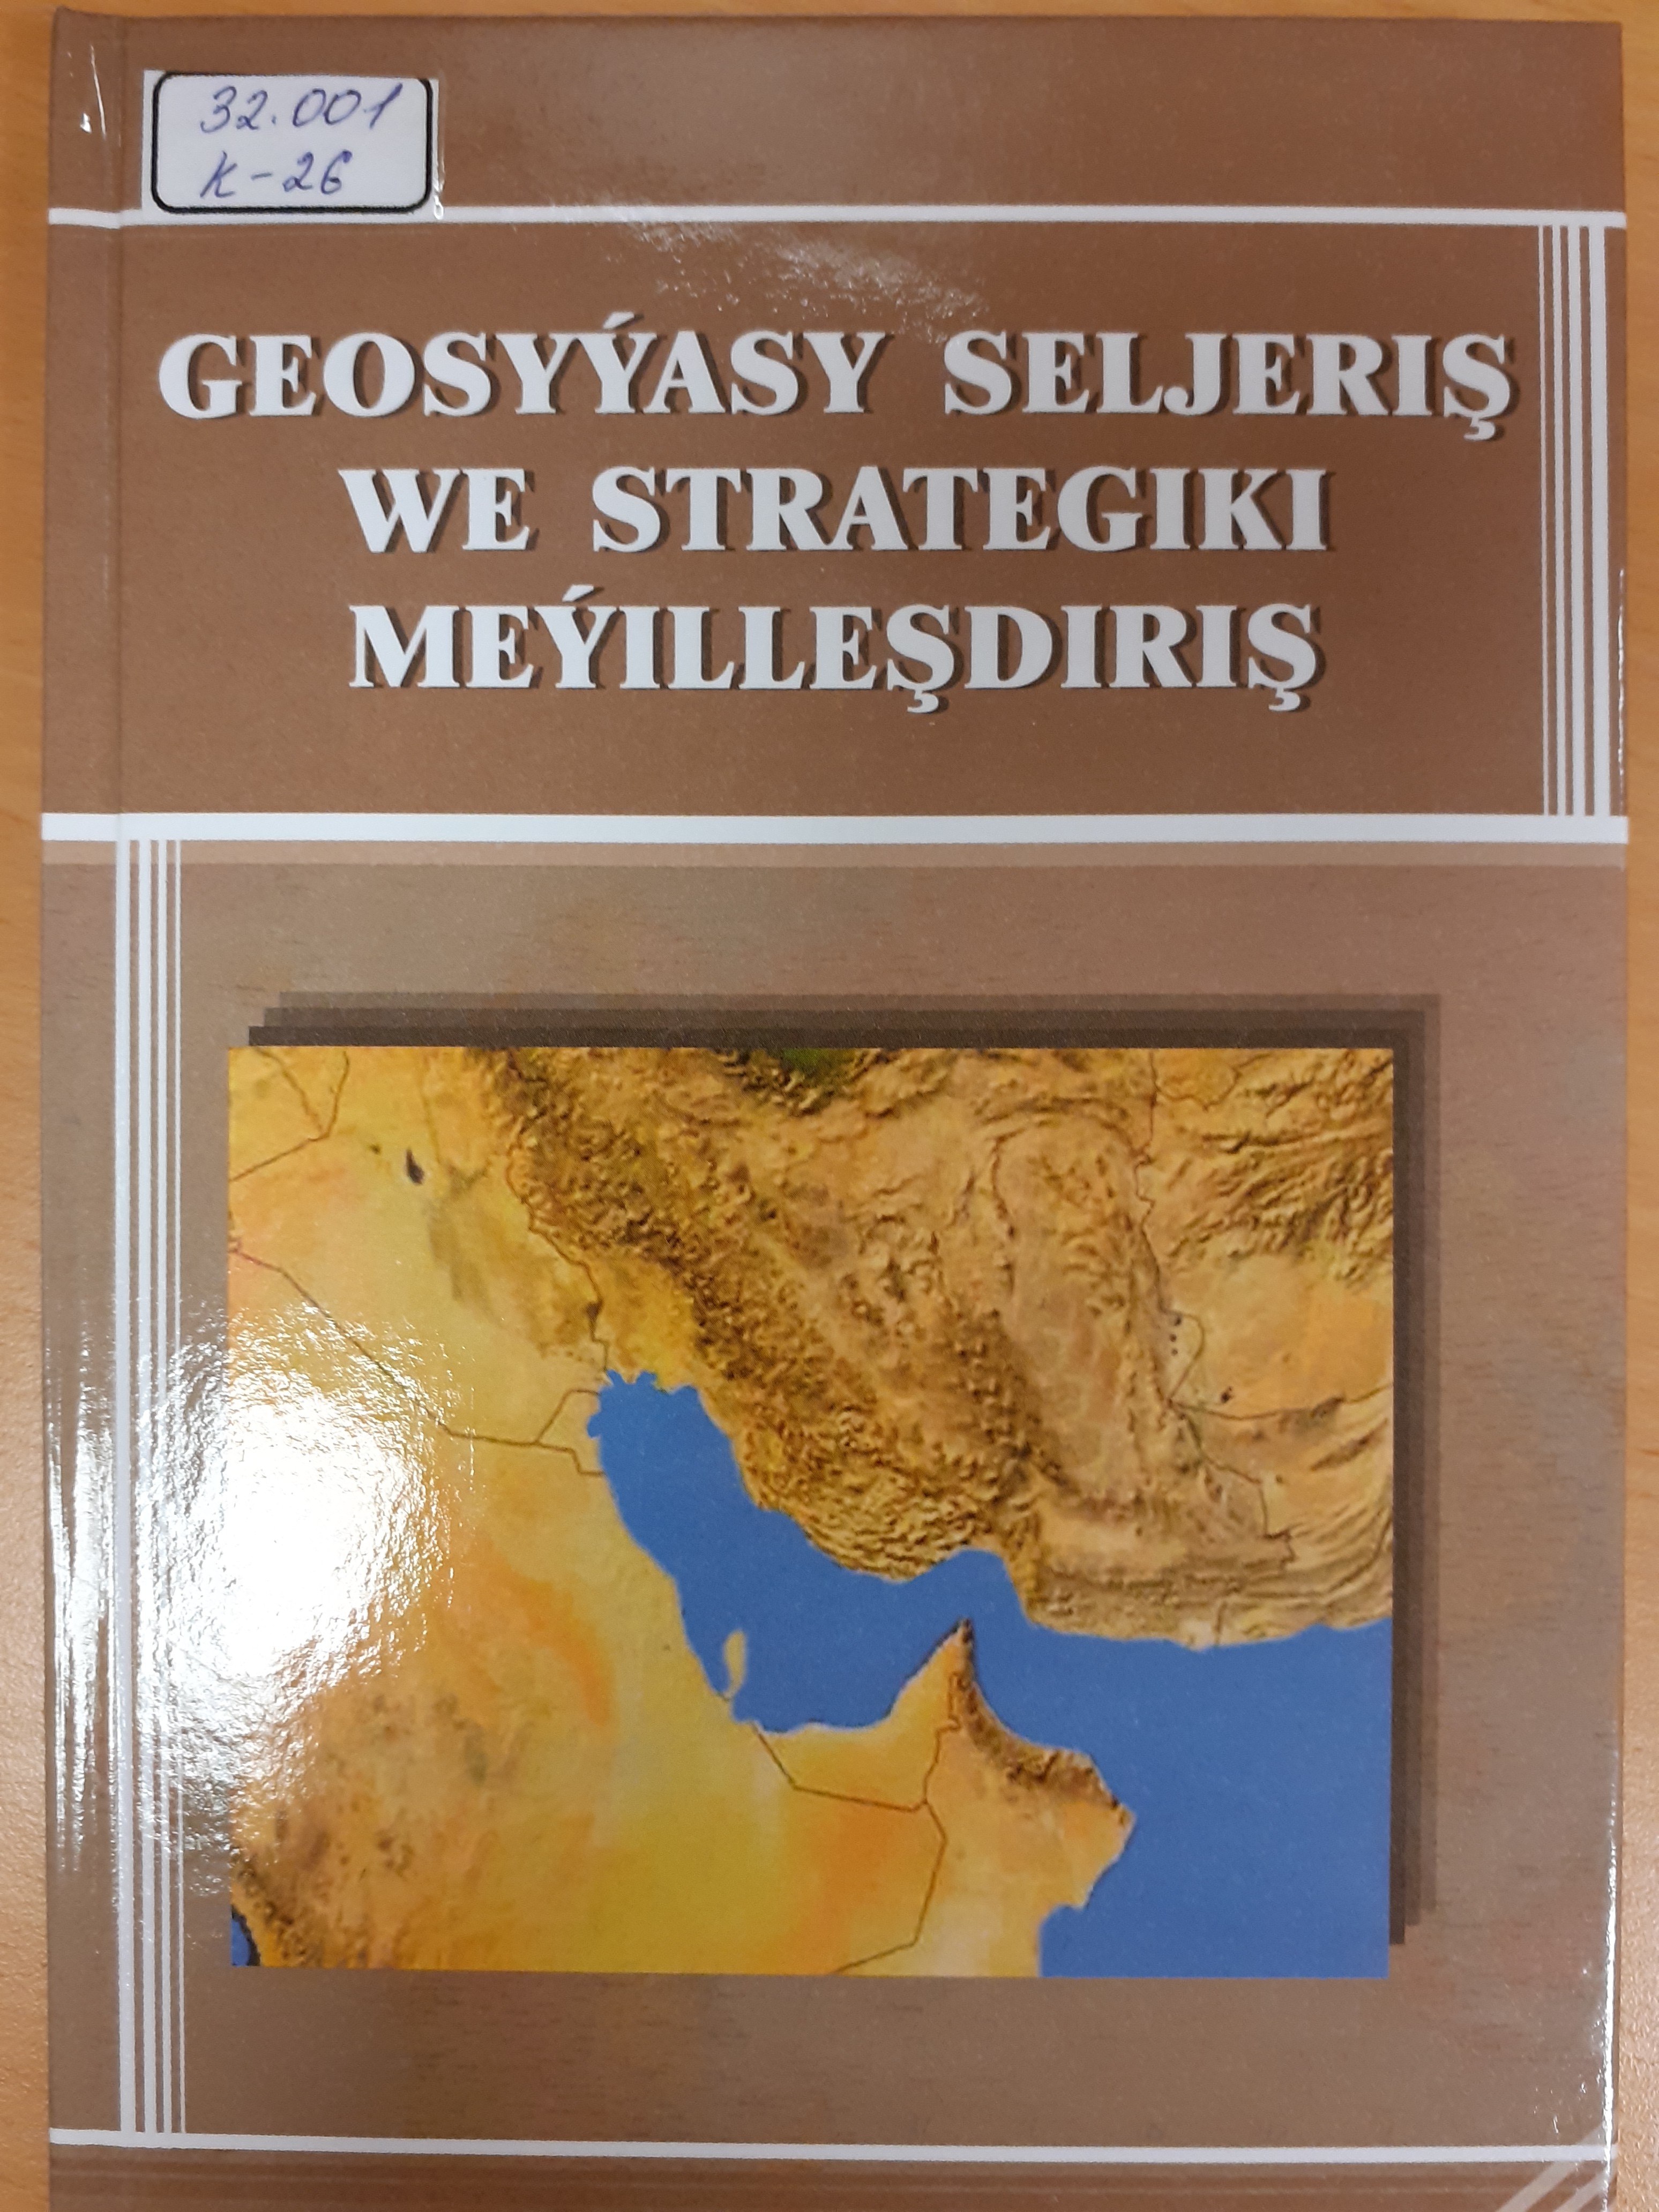 32.001
K-26
GEOSYÝASY SELJERIŞ
WE STRATEGIKI
MEÝILLEŞDIRIŞ